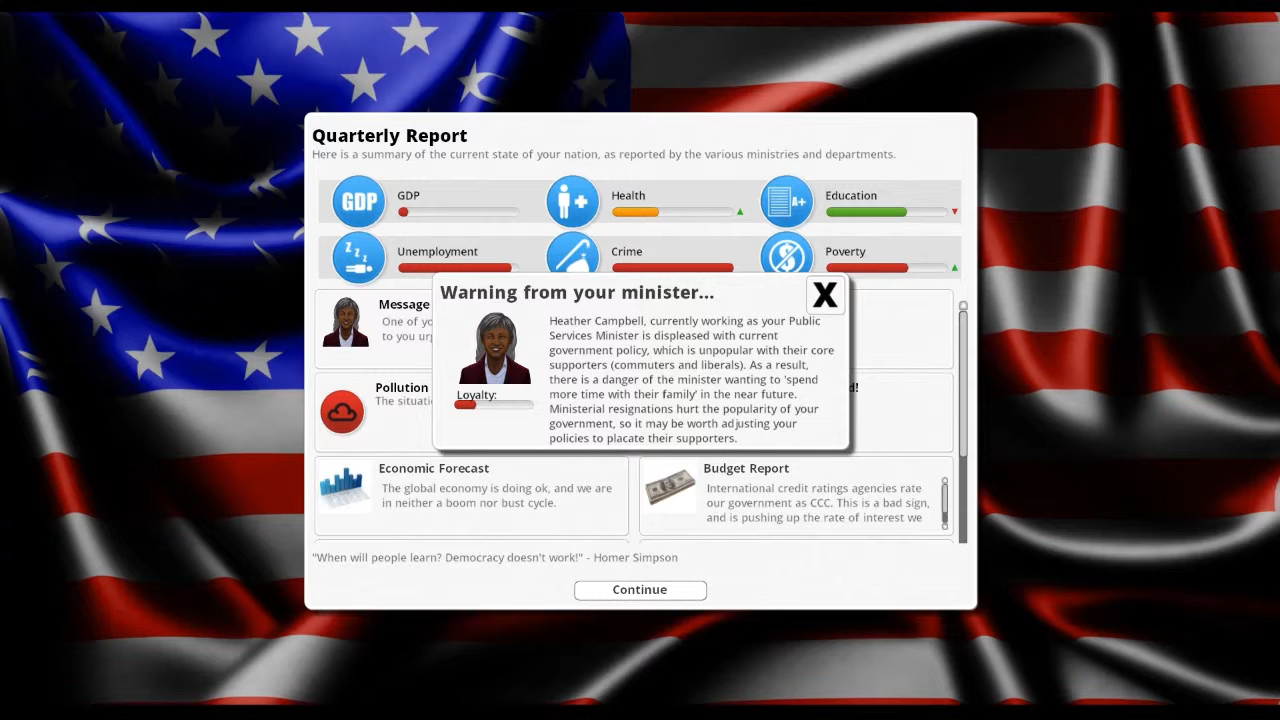 Quarterly Report
Here is a summary of the current state of your nation, as reported by the various ministries and departments.
GDP
GDP
Health
A+
Education
Z Z Z
Unemployment
Crime
$
Poverty
Warning from your minister...
X
Heather Campbell, currently working as your Public
Services Minister is displeased with current
government policy, which is unpopular with their core
supporters (commuters and liberals). As a result,
there is a danger of the minister wanting to 'spend
more time with their family' in the near future.
Ministerial resignations hurt the popularity of your
government, so it may be worth adjusting your
policies to placate their supporters.
Loyalty:
Message
One of yo
to you ur
Pollution
The situati
d!
Economic Forecast
The global economy is doing ok, and we are
in neither a boom nor bust cycle.
Budget Report
International credit ratings agencies rate
our government as CCC. This is a bad sign,
and is pushing up the rate of interest we
"When will people learn? Democracy doesn't work!" - Homer Simpson
Continue